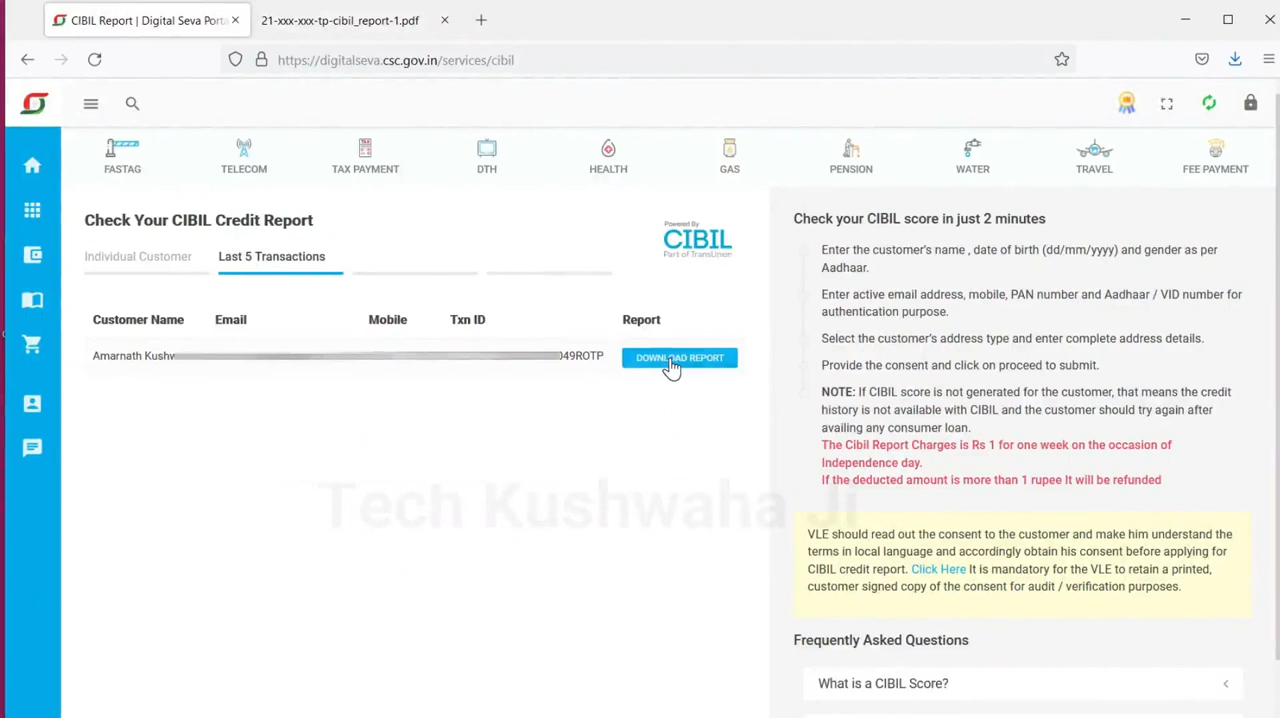 CIBIL Report | Digital Seva Porta
21-xxx-xxx-tp-cibil_report-1.pdf
https://digitalseva.csc.gov.in/services/cibil
FASTAG
TELECOM
TAX PAYMENT
DTH
HEALTH
GAS
PENSION
WATER
TRAVEL
FEE PAYMENT
Check Your CIBIL Credit Report
Powered By
CIBIL
Part of TransUnion
Individual Customer
Last 5 Transactions
Customer Name Email Mobile Txn ID Report
Amarnath Kushw 049ROTP DOWNLOAD REPORT
Tech Kushwaha Ji
Check your CIBIL score in just 2 minutes
Enter the customer's name , date of birth (dd/mm/yyyy) and gender as per
Aadhaar.
Enter active email address, mobile, PAN number and Aadhaar / VID number for
authentication purpose.
Select the customer's address type and enter complete address details.
Provide the consent and click on proceed to submit.
NOTE: If CIBIL score is not generated for the customer, that means the credit
history is not available with CIBIL and the customer should try again after
availing any consumer loan.
The Cibil Report Charges is Rs 1 for one week on the occasion of
Independence day.
If the deducted amount is more than 1 rupee It will be refunded
VLE should read out the consent to the customer and make him understand the
terms in local language and accordingly obtain his consent before applying for
CIBIL credit report. Click Here It is mandatory for the VLE to retain a printed,
customer signed copy of the consent for audit / verification purposes.
Frequently Asked Questions
What is a CIBIL Score?